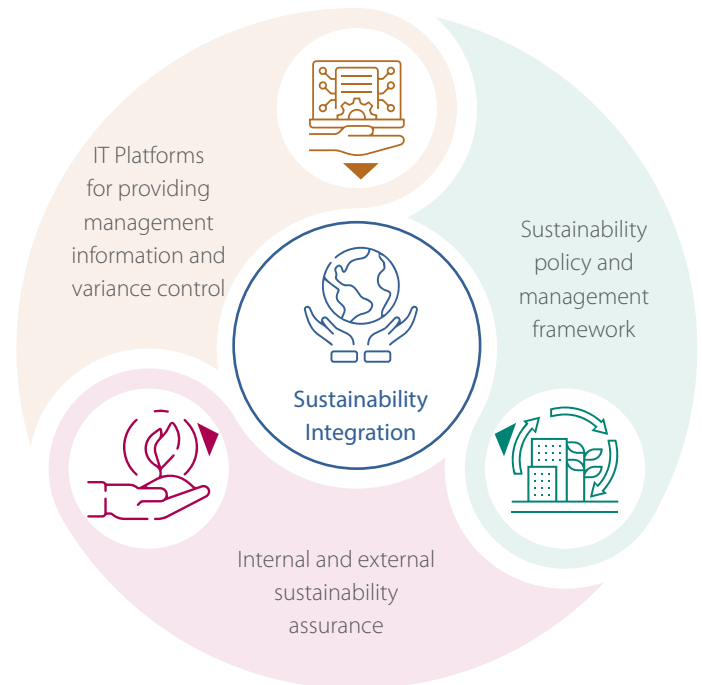 IT Platforms
for providing
management
information and
variance control
Sustainability
policy and
management
framework
Sustainability
Integration
Internal and external
sustainability
assurance